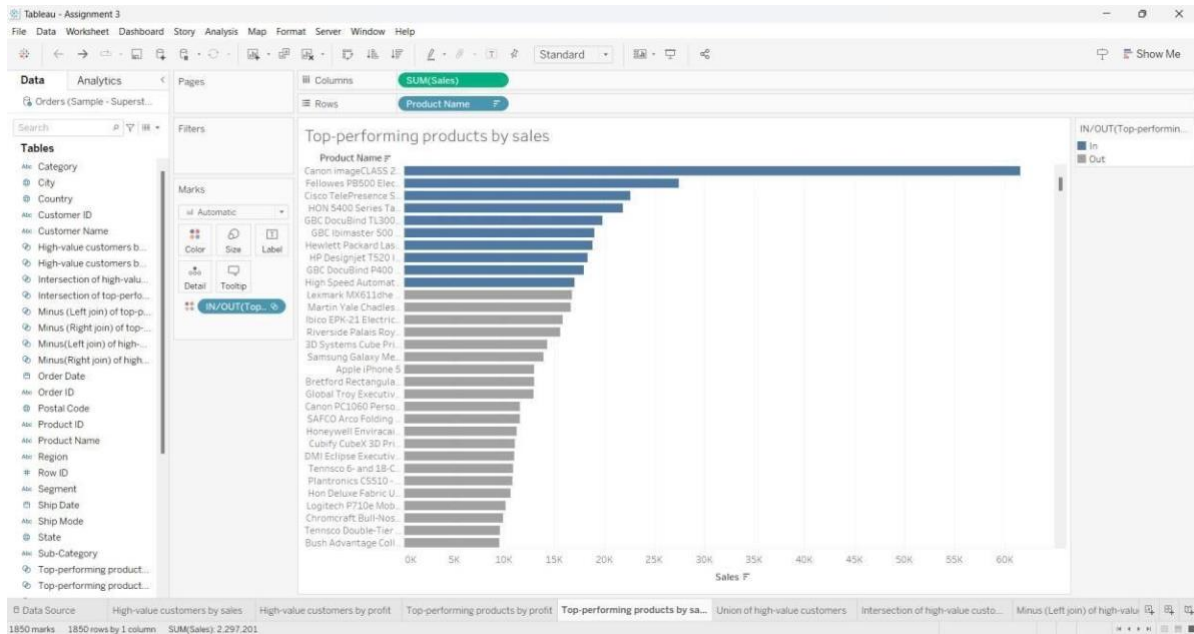 Tableau - Assignment 3
File Data Worksheet Dashboard Story Analysis Map Format Server Window Help
Standard
Show Me
Data Analytics
Orders (Sample - Superst...
Search
Tables
Abc Category
City
Country
Abc Customer ID
Abc Customer Name
High-value customers b...
High-value customers b...
Intersection of high-valu...
Intersection of top-perfo...
Minus (Left join) of top-p...
Minus (Right join) of top-...
Minus(Left join) of high-...
Minus(Right join) of high...
Order Date
Abc Order ID
Postal Code
Abc Product ID
Abc Product Name
Abc Region
# Row ID
Abc Segment
Ship Date
Abc Ship Mode
State
Abc Sub-Category
Top-performing product...
Top-performing product...
Pages
Filters
Marks
Automatic
Color Size Label
Detail Tooltip
IN/OUT(Top..
Columns
SUM(Sales)
Rows
Product Name
Top-performing products by sales
Product Name
Canon imageCLASS 2..
Fellowes PB500 Elec..
Cisco TelePresence S..
HON 5400 Series Ta..
GBC DocuBind TL300..
GBC Ibimaster 500 ..
Hewlett Packard Las..
HP Designjet T520 I..
GBC DocuBind P400 ..
High Speed Automat..
Lexmark MX611dhe ..
Martin Yale Chadles..
Ibico EPK-21 Electric..
Riverside Palais Roy..
3D Systems Cube Pri..
Samsung Galaxy Me..
Apple iPhone 5
Bretford Rectangula..
Global Troy Executiv..
Canon PC1060 Perso..
SAFCO Arco Folding ..
Honeywell Enviracai..
Cubify CubeX 3D Pri..
DMI Eclipse Executiv..
Tennsco 6- and 18-C..
Plantronics CS510 - ..
Hon Deluxe Fabric U..
Logitech P710e Mob..
Chromcraft Bull-Nos..
Tennsco Double-Tier ..
Bush Advantage Coll..
0K 5K 10K 15K 20K 25K 30K 35K 40K 45K 50K 55K 60K
Sales
IN/OUT(Top-performin...
In
Out
Data Source High-value customers by sales High-value customers by profit Top-performing products by profit Top-performing products by sa... Union of high-value customers Intersection of high-value custo... Minus (Left join) of high-valu
1850 marks 1850 rows by 1 column SUM(Sales): 2,297,201